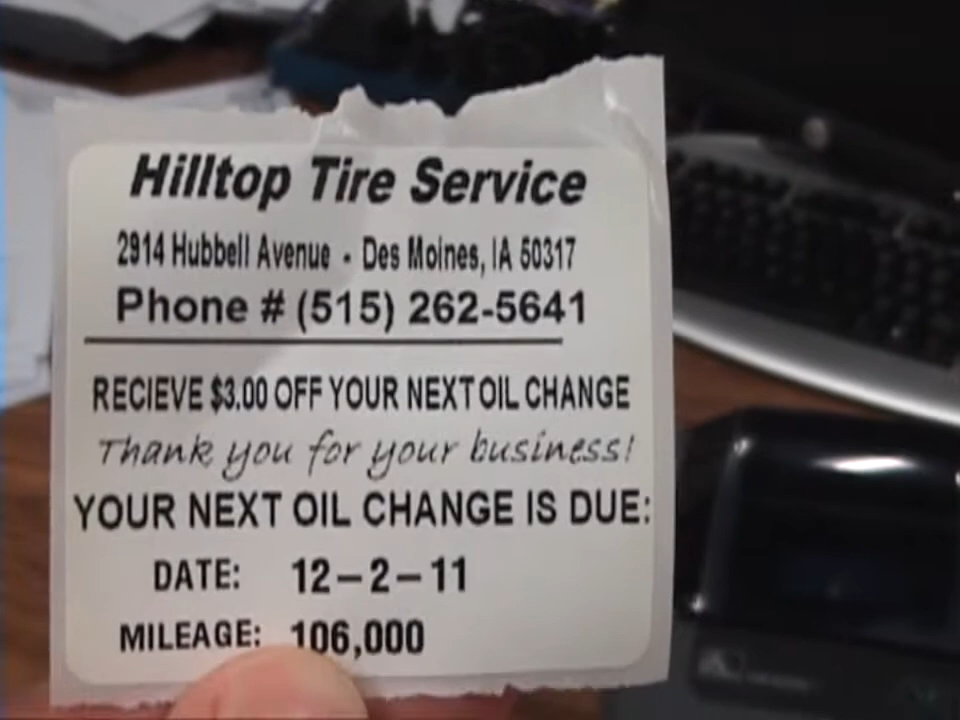 Hilltop Tire Service
2914 Hubbell Avenue - Des Moines, IA 50317
Phone # (515) 262-5641
RECIEVE $3.00 OFF YOUR NEXT OIL CHANGE
Thank you for your business!
YOUR NEXT OIL CHANGE IS DUE:
DATE: 12-2-11
MILEAGE: 106,000